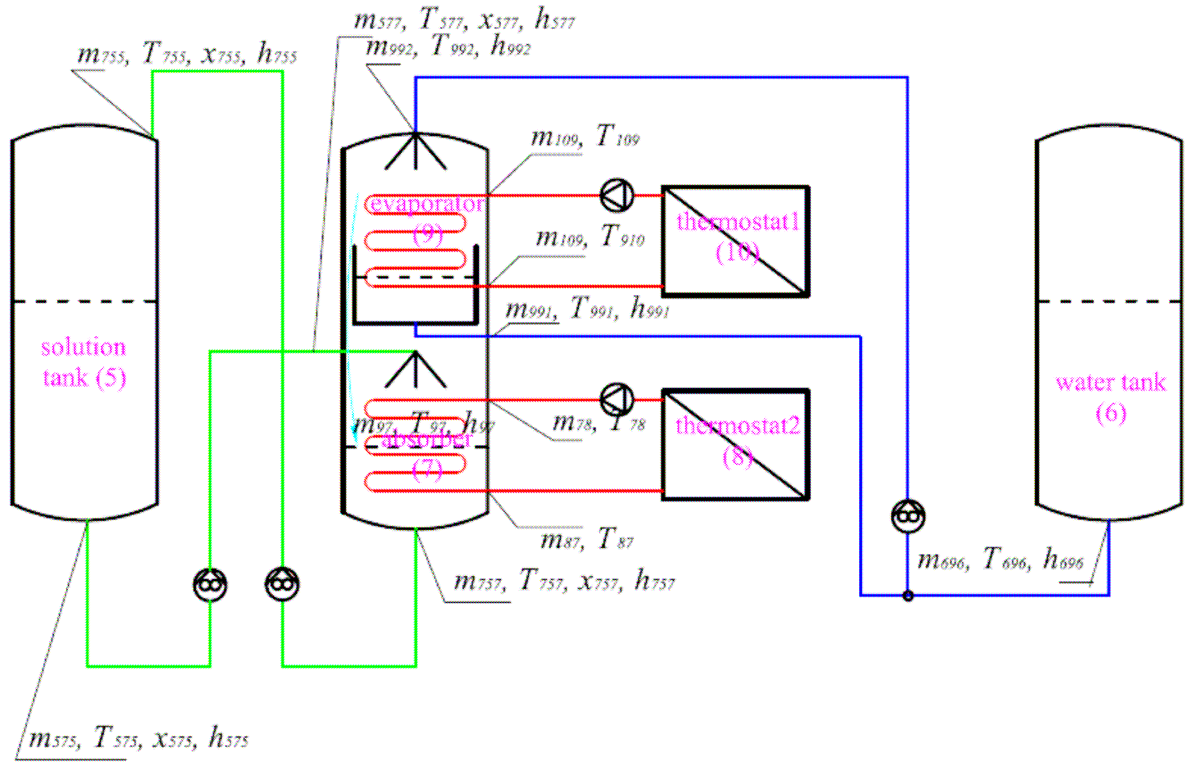 m577, T577, x577, h577
m992, T992, h992
m755, T755, x755, h755
m109, T109
evaporator
(9)
thermostat1
(10)
m109, T910
m991, T991, h991
solution
tank (5)
water tank
(6)
m97, T97, h97
absorber
(7)
m78, T78
thermostat2
(8)
m87, T87
m757, T757, x757, h757
m696, T696, h696
m575, T575, x575, h575